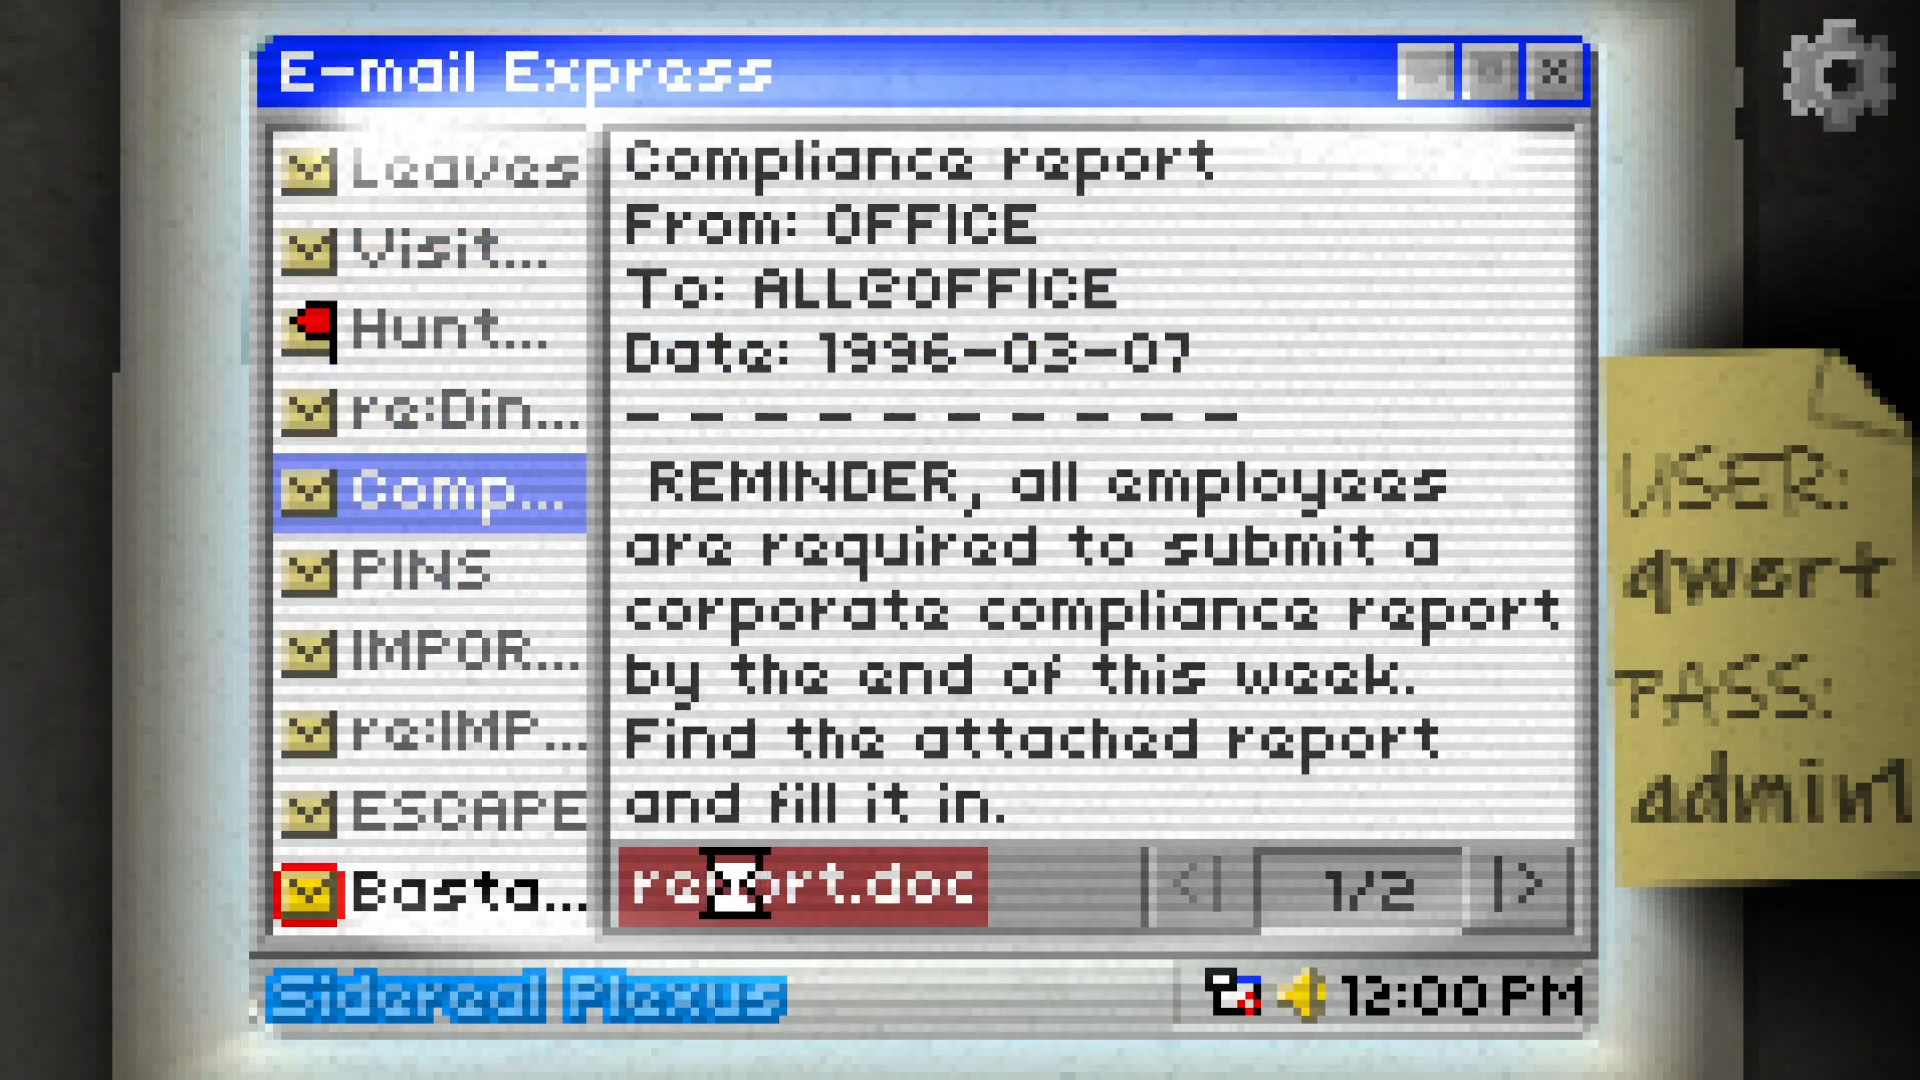 E-mail Express
Leaves
Visit...
Hunt...
re:Din...
Comp...
PINS
IMPOR...
re:IMP...
ESCAPE
Basta...
Compliance report
From: OFFICE
To: ALL@OFFICE
Date: 1996-03-07
- - - - - - - - - -
REMINDER, all employees
are required to submit a
corporate compliance report
by the end of this week.
Find the attached report
and fill it in.
report.doc
1/2
Sidereal Plexus
12:00 PM
USER:
qwert
PASS:
admin1